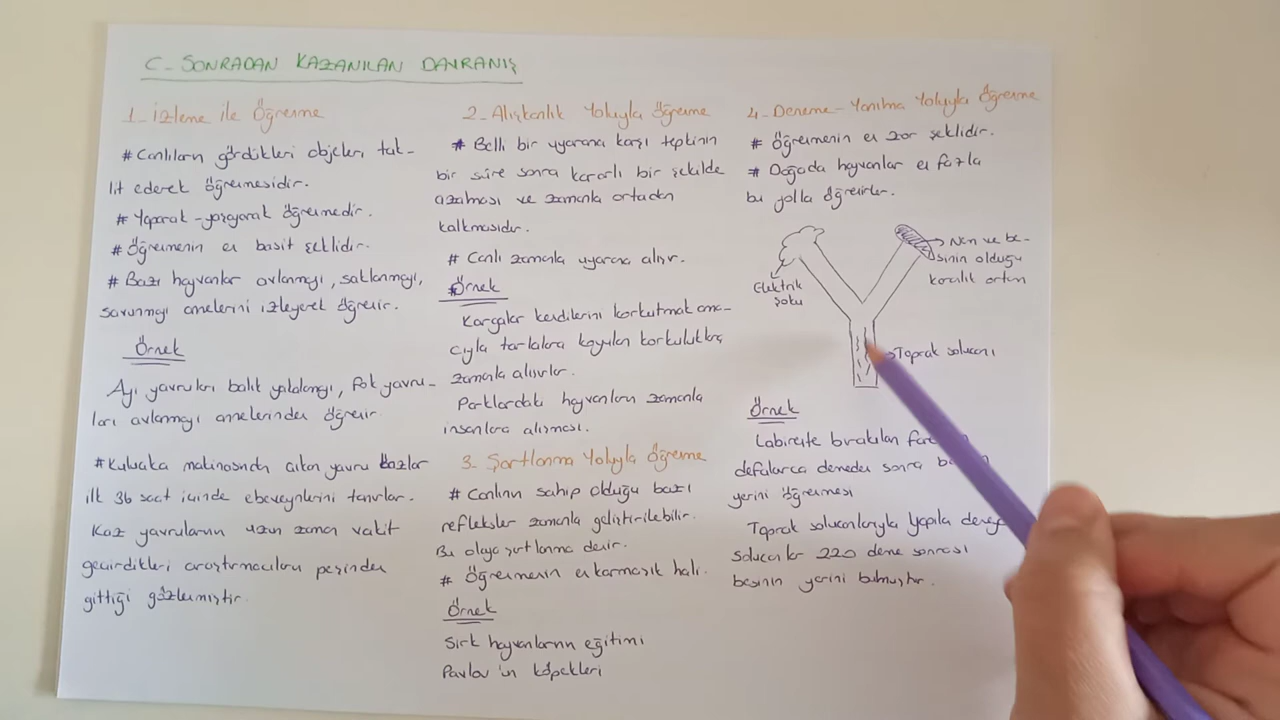 C- SONRADAN KAZANILAN DAVRANIŞ
1- İzleme ile Öğrenme
# Canlıların gördükleri objeleri tak-
lit ederek öğrenmesidir.
# Yaparak-yaşayarak öğrenmedir.
# Öğrenmenin en basit şeklidir.
# Bazı hayvanlar avlanmayı, saklanmayı,
savunmayı annelerini izleyerek öğrenir.
Örnek
Ayı yavruları balık yakalamayı, Fok yavru-
ları avlanmayı annelerinden öğrenir.
# Kuluçka makinasından çıkan yavru kazlar
ilk 36 saat içinde ebeveynlerini tanırlar.
Kaz yavrularının uzun zaman vakit
geçirdikleri araştırmacıların peşinden
gittiği gözlenmiştir.
2- Alışkanlık Yoluyla Öğrenme
# Belli bir uyarana karşı tepkinin
bir süre sonra kararlı bir şekilde
azalması ve zamanla ortadan
kalkmasıdır.
# Canlı zamanla uyarana alışır.
Örnek
Kargalar kendilerini korkutmak ama-
cıyla tarlalara koyulan korkuluklara
zamanla alışırlar.
Parklardaki hayvanların zamanla
insanlara alışması.
3- Şartlanma Yoluyla Öğrenme
# Canlının sahip olduğu bazı
refleksler zamanla geliştirilebilir.
Bu olaya şartlanma denir.
# Öğrenmenin en karmaşık hali.
Örnek
Sirk hayvanlarının eğitimi
Pavlov'un köpekleri
4- Deneme-Yanılma Yoluyla Öğrenme
# Öğrenmenin en zor şeklidir.
# Doğada hayvanlar en fazla
bu yolla öğrenirler.
Elektrik
şoku
Nem ve be-
sinin olduğu
karanlık ortam
Toprak solucanı
Örnek
Labirente bırakılan
defalarca deneden sonra
yerini öğrenmesi
Toprak solucanlarıyla yapılan
solucanlar 220 deneme sonrası
besinin yerini bulmuştur.